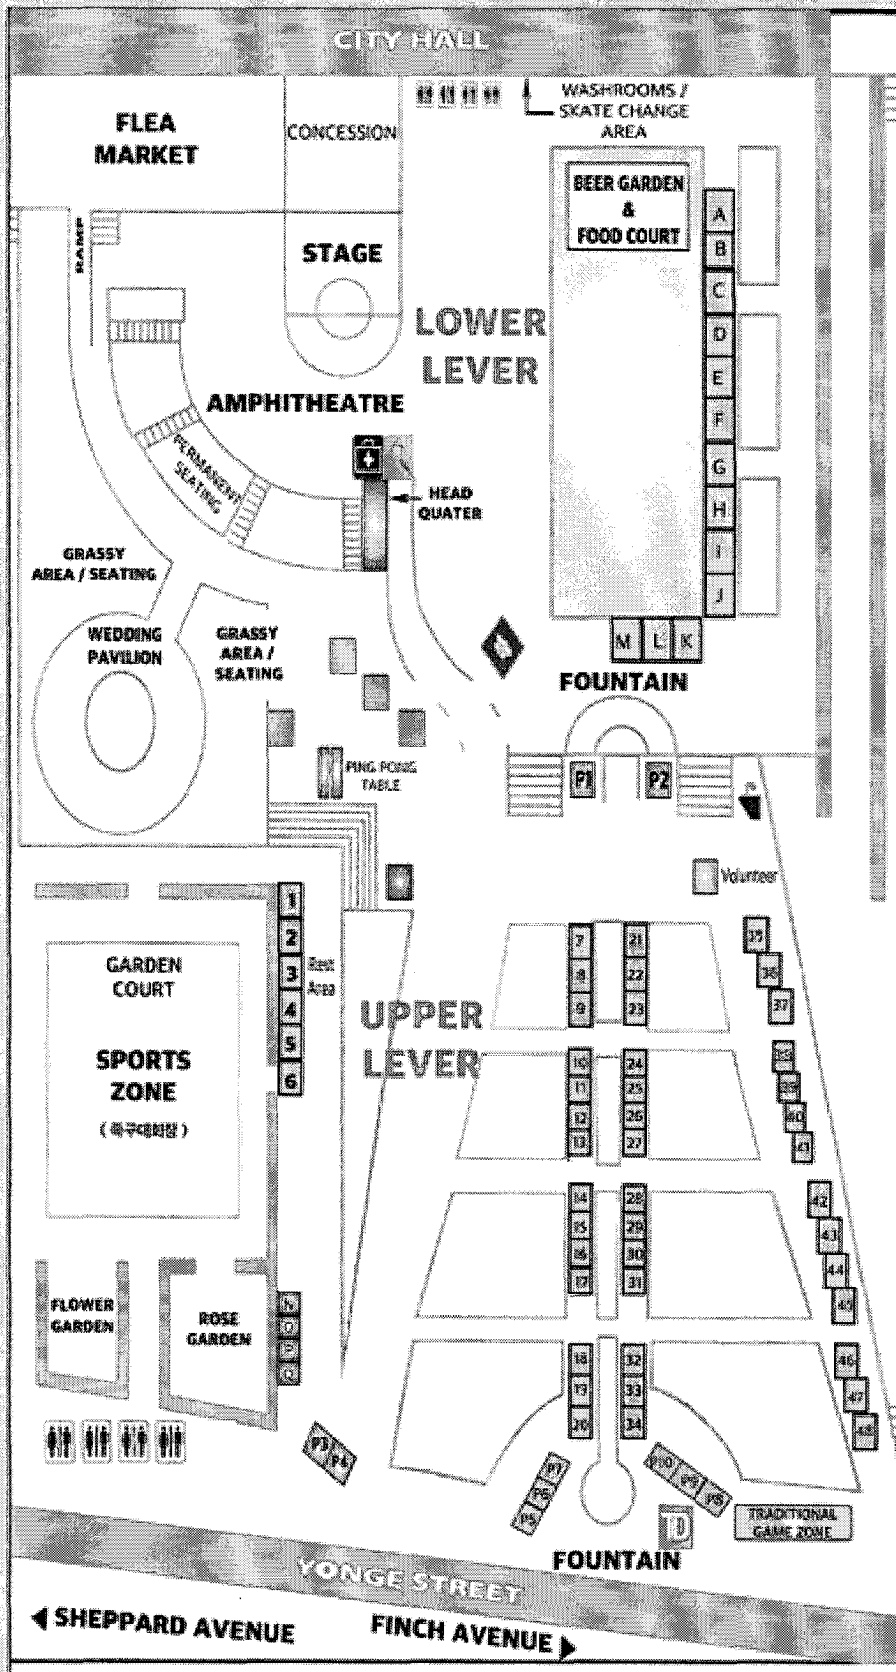 CITY HALL
FLEA
MARKET
CONCESSION
WASHROOMS /
SKATE CHANGE
AREA
BEER GARDEN
&
FOOD COURT
RAMP
STAGE
A
B
C
D
E
F
G
H
I
J
M L K
LOWER
LEVER
AMPHITHEATRE
PERMANENT
SEATING
HEAD
QUATER
GRASSY
AREA / SEATING
WEDDING
PAVILION
GRASSY
AREA /
SEATING
FOUNTAIN
P1 P2
PING PONG
TABLE
Volunteer
1
2
3
4
5
6
Rest
Area
GARDEN
COURT
SPORTS
ZONE
UPPER
LEVER
7
8
9
10
11
12
13
14
15
16
17
18
19
20
21
22
23
24
25
26
27
28
29
30
31
32
33
34
35
36
37
39
40
41
42
43
44
45
46
47
48
FLOWER
GARDEN
ROSE
GARDEN
N
O
P
Q
P3 P4
P7
P6
P5
P10 P9 P8
TD
TRADITIONAL
GAME ZONE
FOUNTAIN
YONGE STREET
SHEPPARD AVENUE
FINCH AVENUE